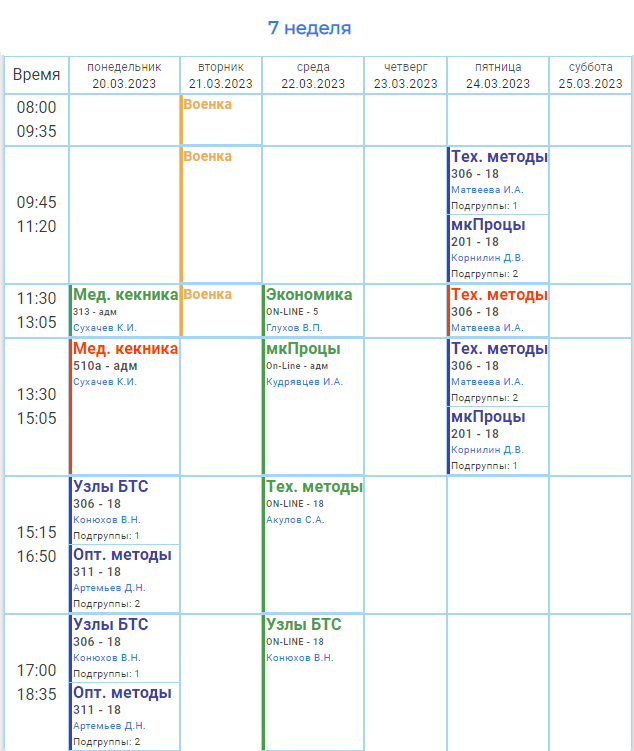 7 неделя
Время
понедельник
20.03.2023
вторник
21.03.2023
среда
22.03.2023
четверг
23.03.2023
пятница
24.03.2023
суббота
25.03.2023
08:00
09:35
Военка
09:45
11:20
Военка
Тех. методы
306 - 18
Матвеева И.А.
Подгруппы: 1
мкПроцы
201 - 18
Корнилин Д.В.
Подгруппы: 2
11:30
13:05
Мед. кекника
313 - адм
Сухачев К.И.
Военка
Экономика
ON-LINE - 5
Глухов В.П.
Тех. методы
306 - 18
Матвеева И.А.
13:30
15:05
Мед. кекника
510а - адм
Сухачев К.И.
мкПроцы
On-Line - адм
Кудрявцев И.А.
Тех. методы
306 - 18
Матвеева И.А.
Подгруппы: 2
мкПроцы
201 - 18
Корнилин Д.В.
Подгруппы: 1
15:15
16:50
Узлы БТС
306 - 18
Конюхов В.Н.
Подгруппы: 1
Опт. методы
311 - 18
Артемьев Д.Н.
Подгруппы: 2
Тех. методы
ON-LINE - 18
Акулов С.А.
17:00
18:35
Узлы БТС
306 - 18
Конюхов В.Н.
Подгруппы: 1
Опт. методы
311 - 18
Артемьев Д.Н.
Подгруппы: 2
Узлы БТС
ON-LINE - 18
Конюхов В.Н.